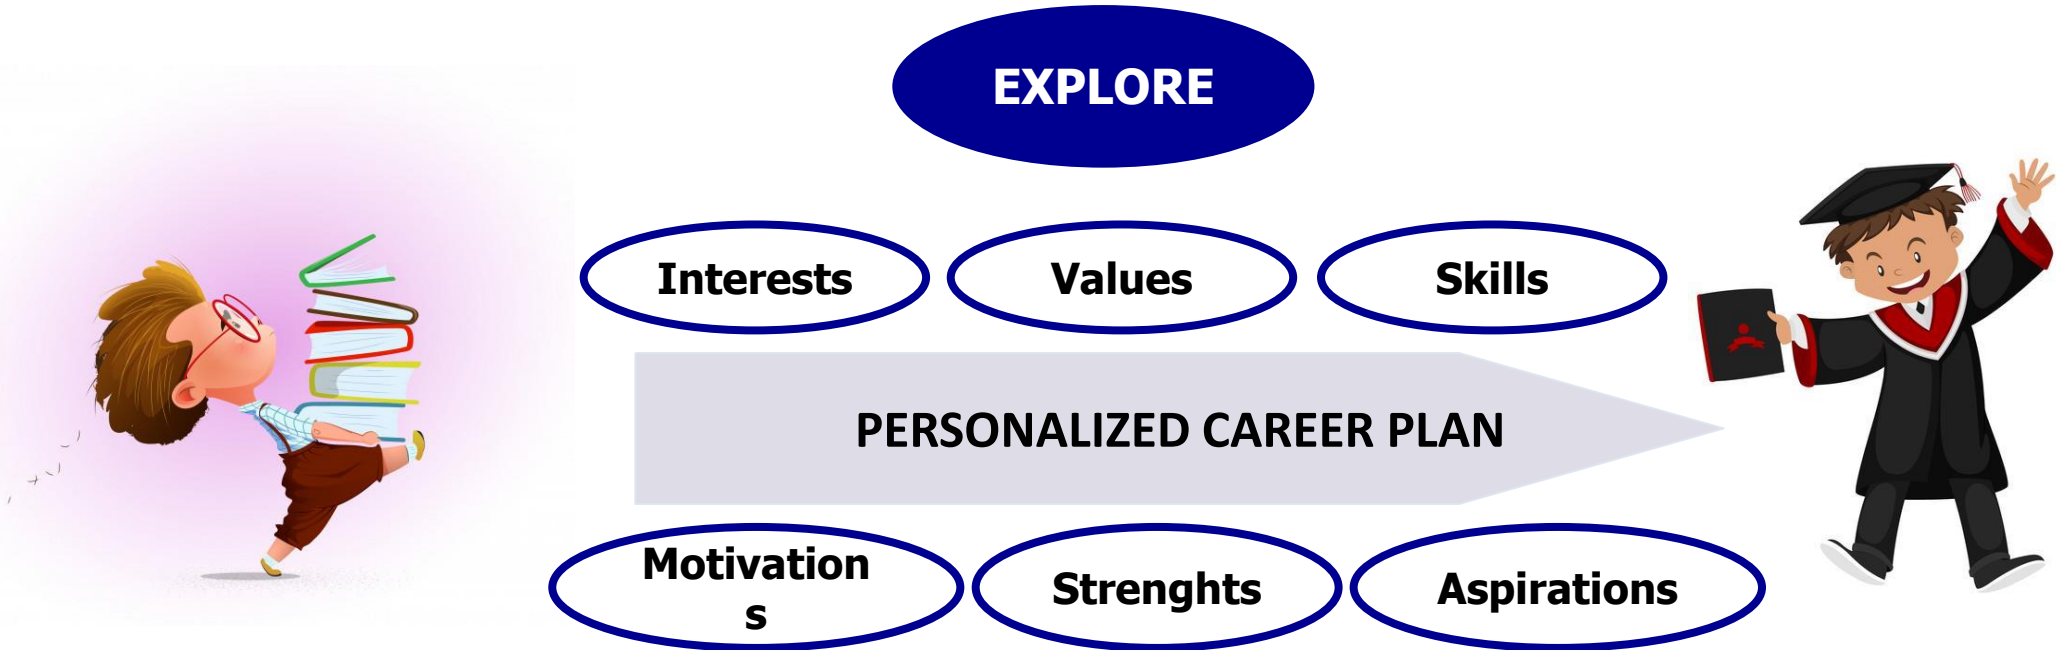 EXPLORE
Interests
Values
Skills
PERSONALIZED CAREER PLAN
Motivation
s
Strenghts
Aspirations